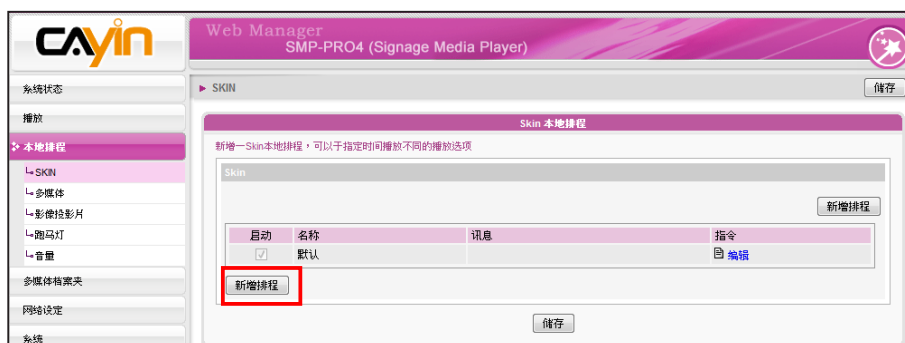 CAYIN
Web Manager
SMP-PRO4 (Signage Media Player)
系统状态
播放
本地排程
SKIN
多媒体
影像投影片
跑马灯
音量
多媒体档案夹
网络设定
系统
SKIN
储存
Skin 本地排程
新增一Skin本地排程，可以于指定时间播放不同的播放选项
Skin
新增排程
启动 名称 讯息 指令
默认 编辑
新增排程
储存